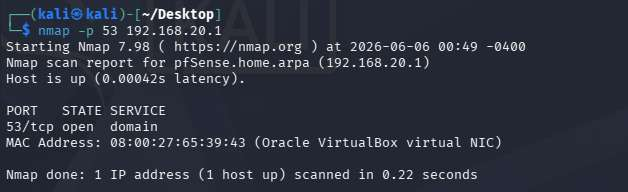 ┌──(kali㉿kali)-[~/Desktop]
└─$ nmap -p 53 192.168.20.1
Starting Nmap 7.98 ( https://nmap.org ) at 2026-06-06 00:49 -0400
Nmap scan report for pfSense.home.arpa (192.168.20.1)
Host is up (0.00042s latency).
PORT   STATE SERVICE
53/tcp open  domain
MAC Address: 08:00:27:65:39:43 (Oracle VirtualBox virtual NIC)
Nmap done: 1 IP address (1 host up) scanned in 0.22 seconds